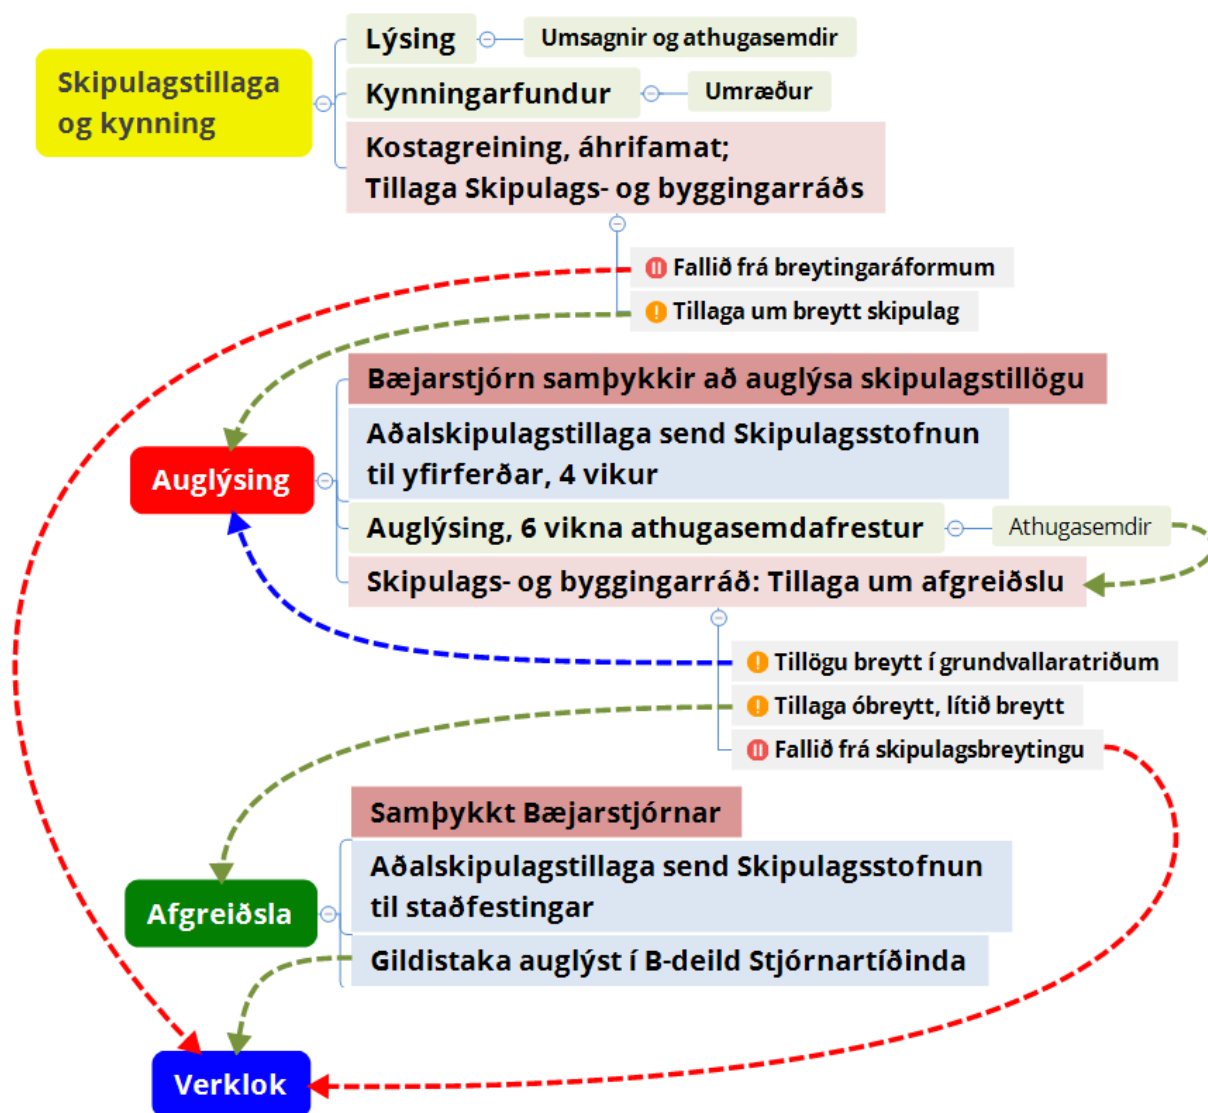 Skipulagstillaga
og kynning
Lýsing
Umsagnir og athugasemdir
Kynningarfundur
Umræður
Kostagreining, áhrifamat;
Tillaga Skipulags- og byggingarráðs
Fallið frá breytingaráformum
Tillaga um breytt skipulag
Auglýsing
Bæjarstjórn samþykkir að auglýsa skipulagstillögu
Aðalskipulagstillaga send Skipulagsstofnun
til yfirferðar, 4 vikur
Auglýsing, 6 vikna athugasemdafrestur
Athugasemdir
Skipulags- og byggingarráð: Tillaga um afgreiðslu
Tillögu breytt í grundvallaratriðum
Tillaga óbreytt, lítið breytt
Fallið frá skipulagsbreytingu
Afgreiðsla
Samþykkt Bæjarstjórnar
Aðalskipulagstillaga send Skipulagsstofnun
til staðfestingar
Gildistaka auglýst í B-deild Stjórnartíðinda
Verklok